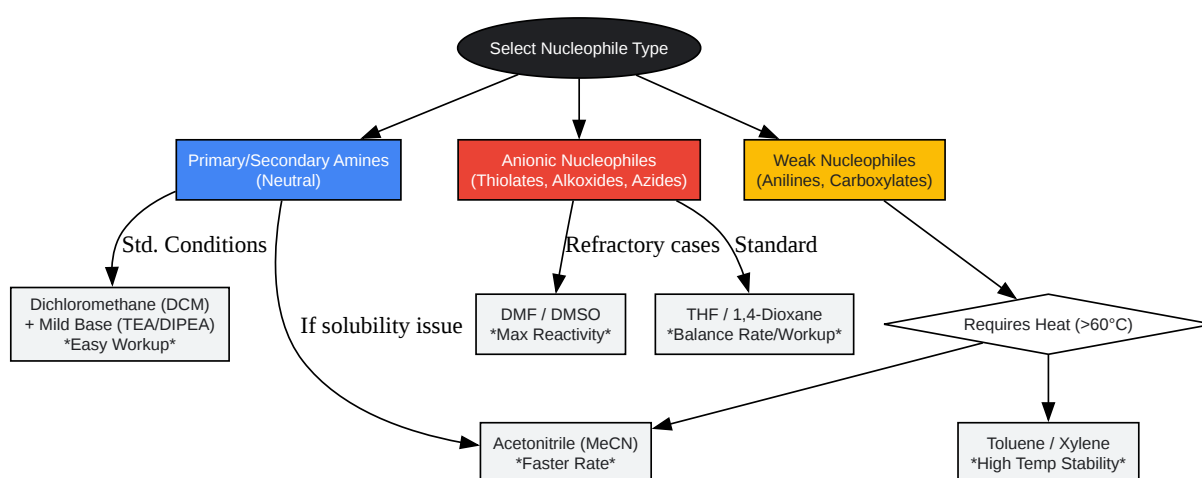 Select Nucleophile Type
Primary/Secondary Amines
(Neutral)
Anionic Nucleophiles
(Thiolates, Alkoxides, Azides)
Weak Nucleophiles
(Anilines, Carboxylates)
Std. Conditions
Refractory cases
Standard
Dichloromethane (DCM)
+ Mild Base (TEA/DIPEA)
*Easy Workup*
If solubility issue
DMF / DMSO
*Max Reactivity*
THF / 1,4-Dioxane
*Balance Rate/Workup*
Requires Heat (>60°C)
Acetonitrile (MeCN)
*Faster Rate*
Toluene / Xylene
*High Temp Stability*